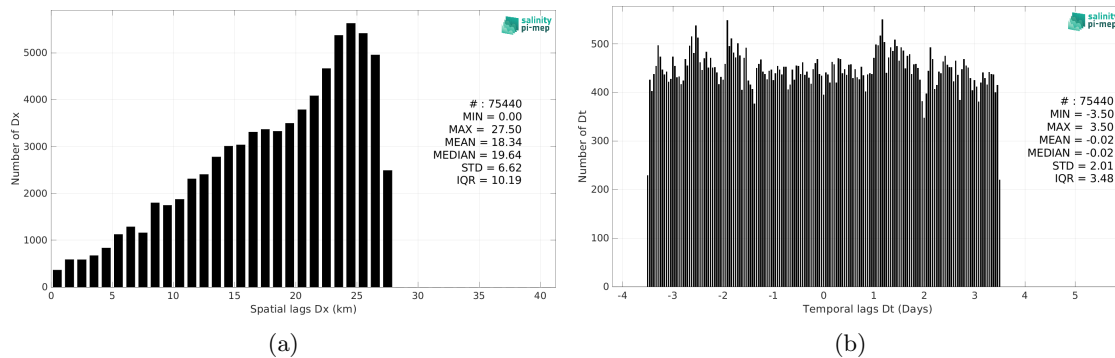 salinity
pi-mep
5000
4000
3000
2000
1000
0
Number of Dx
# : 75440
MIN = 0.00
MAX = 27.50
MEAN = 18.34
MEDIAN = 19.64
STD = 6.62
IQR = 10.19
0 5 10 15 20 25 30 35 40
Spatial lags Dx (km)
(a)
salinity
pi-mep
500
400
300
200
100
0
Number of Dt
# : 75440
MIN = -3.50
MAX = 3.50
MEAN = -0.02
MEDIAN = -0.02
STD = 2.01
IQR = 3.48
-4 -3 -2 -1 0 1 2 3 4 5
Temporal lags Dt (Days)
(b)